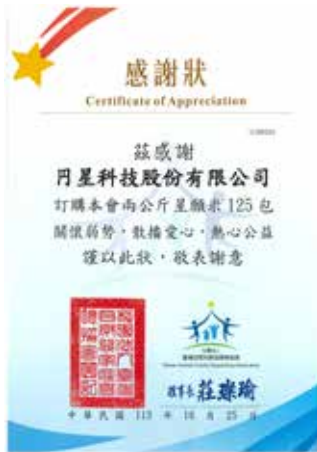 感謝狀
Certificate of Appreciation
茲感謝
円星科技股份有限公司
訂購本會兩公斤星願米125包
關懷弱勢，散播愛心，熱心公益
謹以此狀，敬表謝意
理事長 莊琡瑜
中華民國 113 年 10 月 25 日